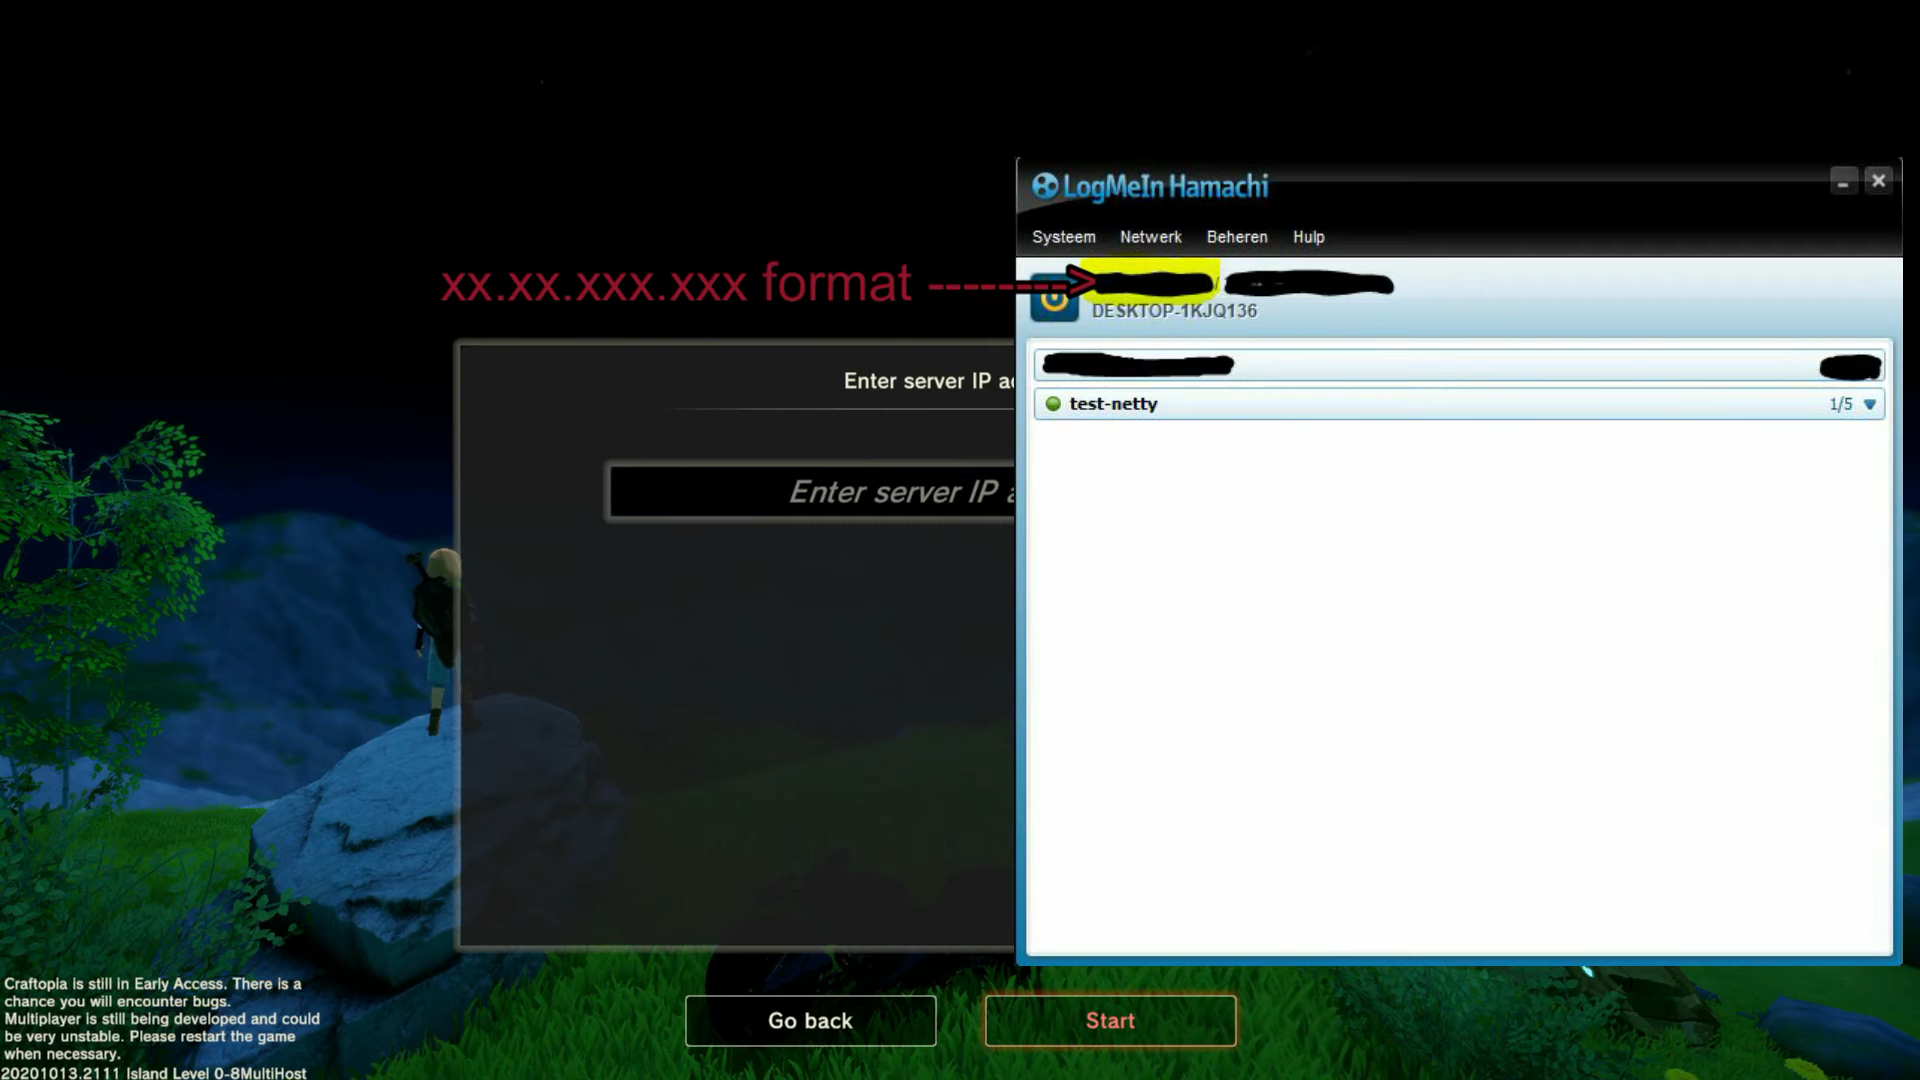 LogMeIn Hamachi
Systeem Netwerk Beheren Hulp
xx.xx.xxx.xxx format -------->
DESKTOP-1KJQ136
Enter server IP
Enter server IP
test-netty 1/5
Craftopia is still in Early Access. There is a
chance you will encounter bugs.
Multiplayer is still being developed and could
be very unstable. Please restart the game
when necessary.
20201013.2111 Island Level 0-8MultiHost
Go back
Start